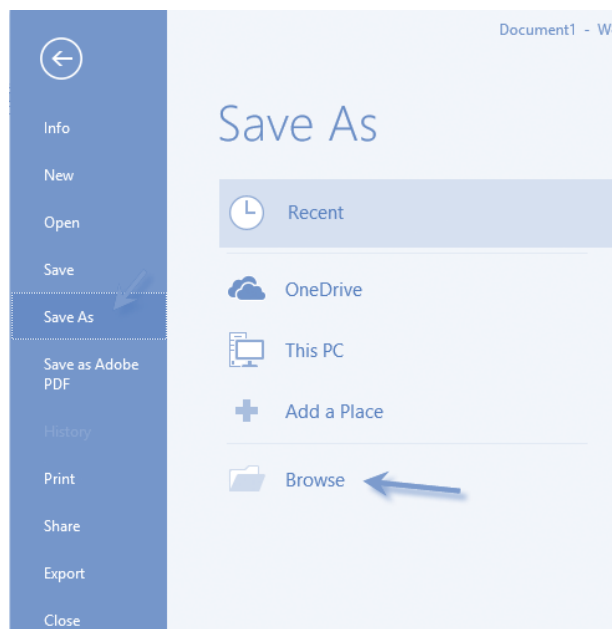 Document1 - W
Info
New
Open
Save
Save As
Save as Adobe
PDF
History
Print
Share
Export
Close
Save As
Recent
OneDrive
This PC
Add a Place
Browse